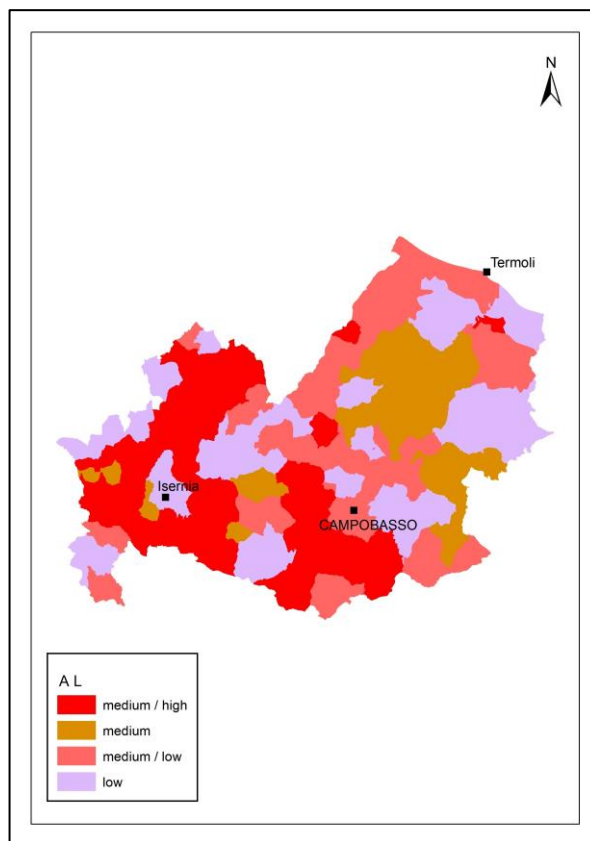 N
Termoli
Isernia
CAMPOBASSO
A L
medium / high
medium
medium / low
low